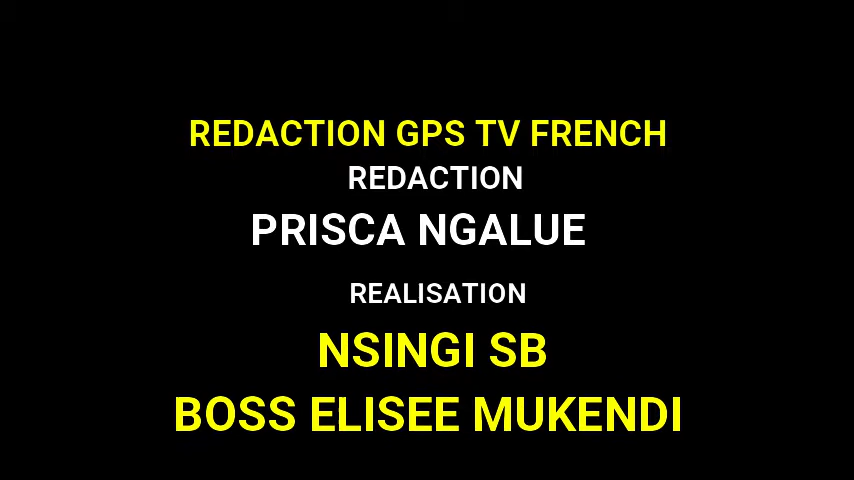 REDACTION GPS TV FRENCH
REDACTION
PRISCA NGALUE
REALISATION
NSINGI SB
BOSS ELISEE MUKENDI